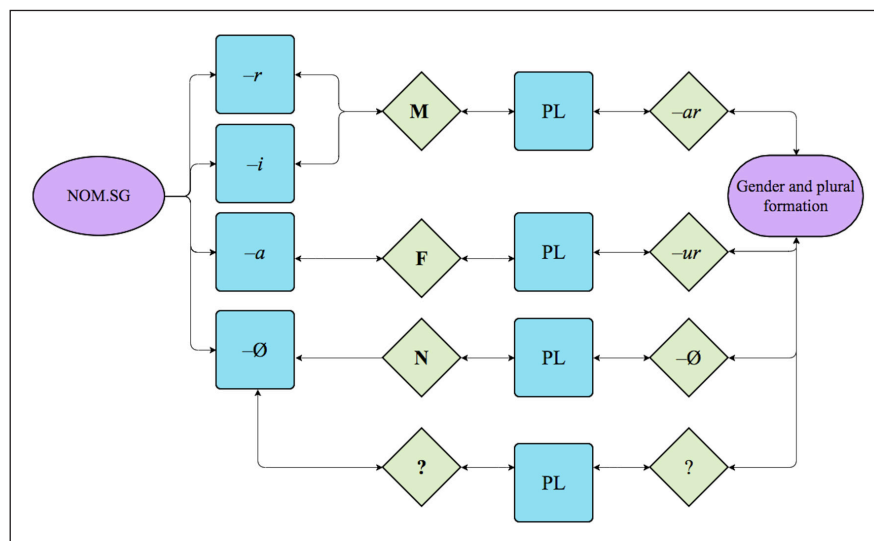 –r
M
PL
–ar
–i
NOM.SG
Gender and plural
formation
–a
F
PL
–ur
–Ø
N
PL
–Ø
?
PL
?